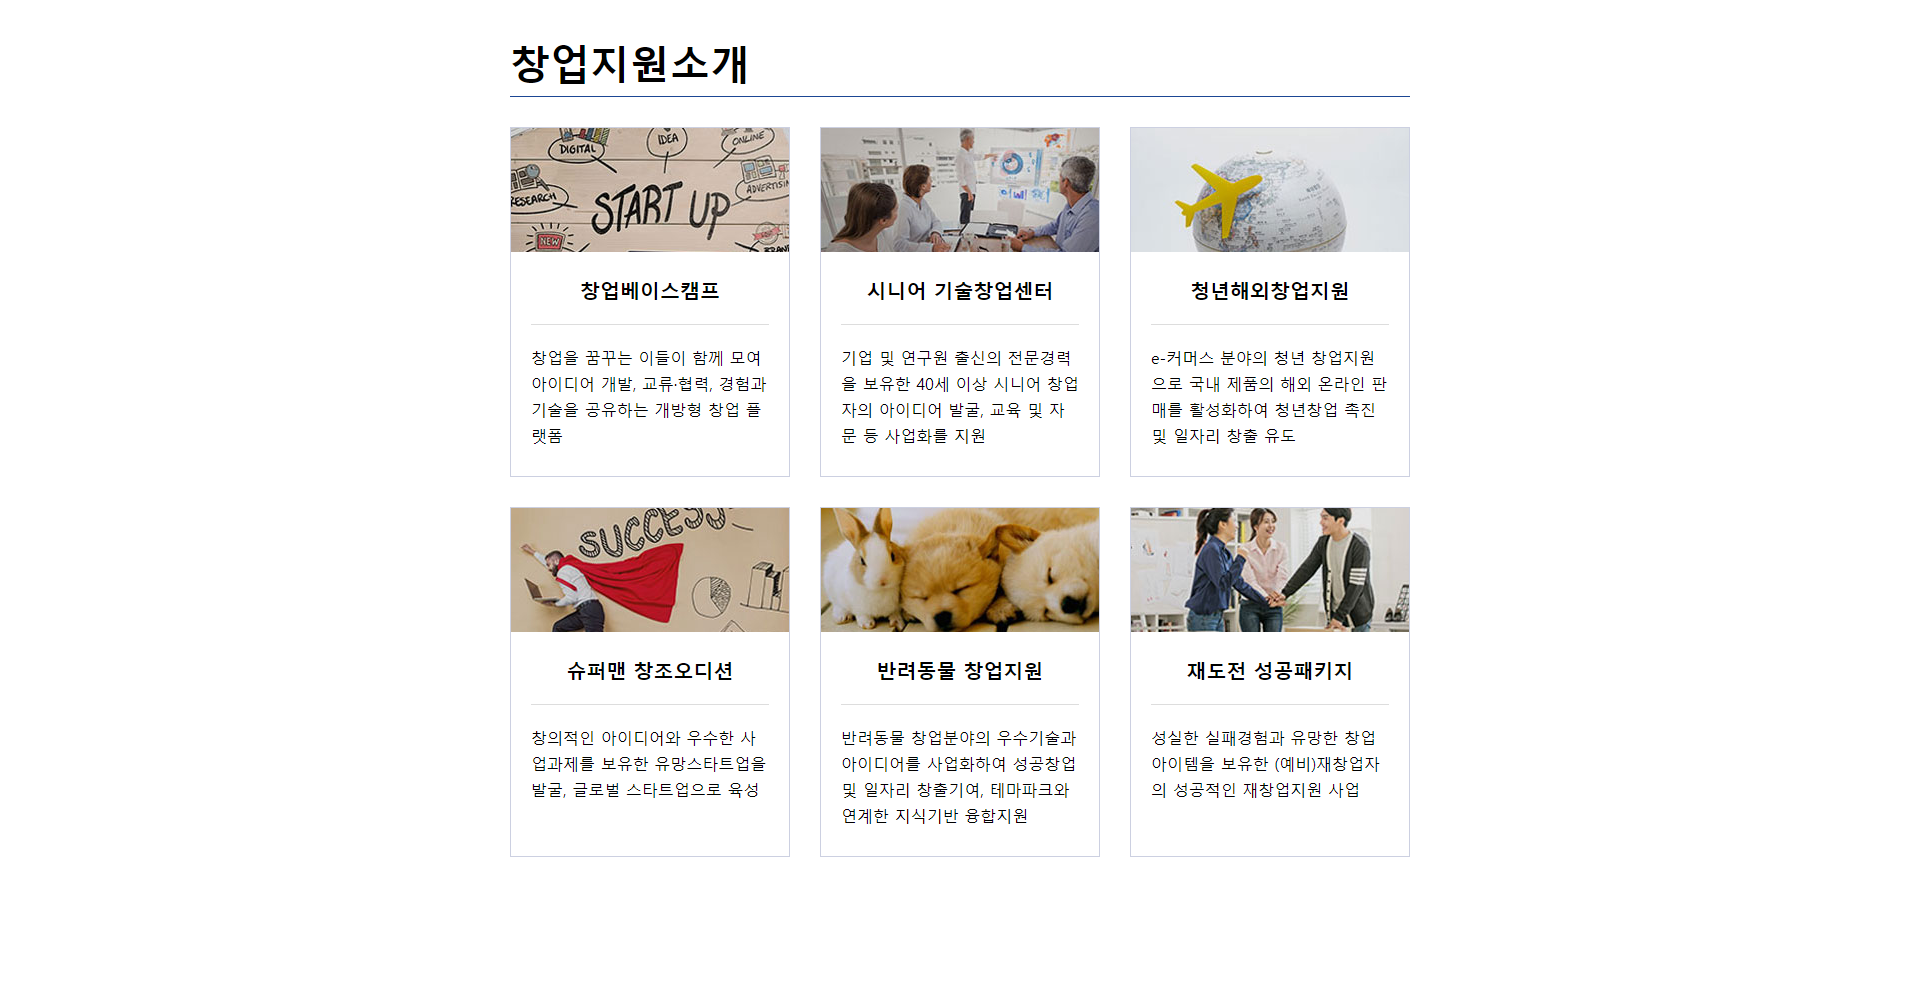 창업지원소개
DIGITAL
IDEA
ONLINE
RESEARCH
START UP
NEW
창업베이스캠프
창업을 꿈꾸는 이들이 함께 모여
아이디어 개발, 교류·협력, 경험과
기술을 공유하는 개방형 창업 플
랫폼
시니어 기술창업센터
기업 및 연구원 출신의 전문경력
을 보유한 40세 이상 시니어 창업
자의 아이디어 발굴, 교육 및 자
문 등 사업화를 지원
청년해외창업지원
e-커머스 분야의 청년 창업지원
으로 국내 제품의 해외 온라인 판
매를 활성화하여 청년창업 촉진
및 일자리 창출 유도
SUCCESS
슈퍼맨 창조오디션
창의적인 아이디어와 우수한 사
업과제를 보유한 유망스타트업을
발굴, 글로벌 스타트업으로 육성
반려동물 창업지원
반려동물 창업분야의 우수기술과
아이디어를 사업화하여 성공창업
및 일자리 창출기여, 테마파크와
연계한 지식기반 융합지원
재도전 성공패키지
성실한 실패경험과 유망한 창업
아이템을 보유한 (예비)재창업자
의 성공적인 재창업지원 사업